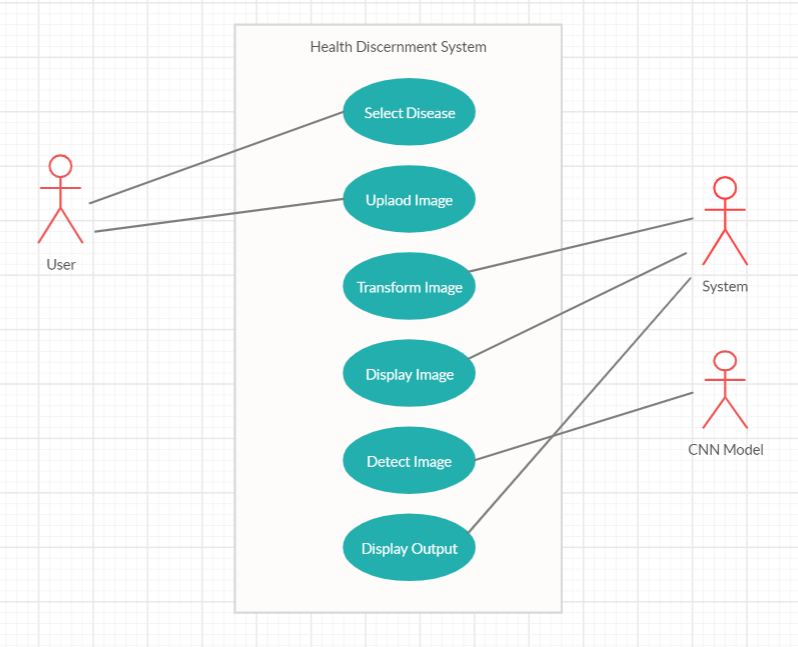 Health Discernment System
Select Disease
Uplaod Image
Transform Image
Display Image
Detect Image
Display Output
User
System
CNN Model